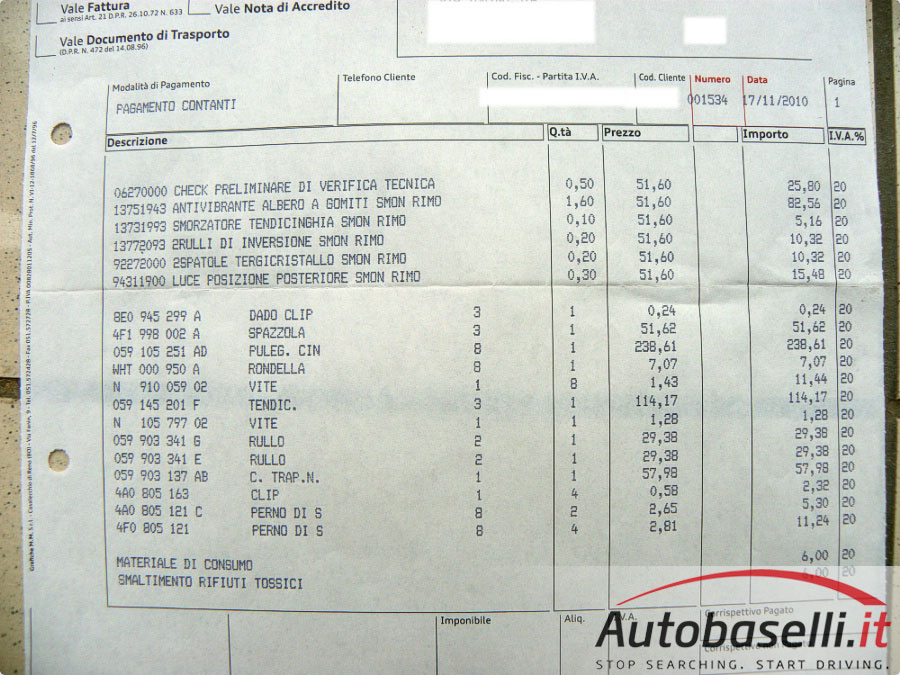 Vale Fattura
ai sensi Art. 21 D.P.R. 26.10.72 N. 633
Vale Nota di Accredito
Vale Documento di Trasporto
(D.P.R. N. 472 del 14.08.96)
Modalità di Pagamento
Telefono Cliente
Cod. Fisc. - Partita I.V.A.
Cod. Cliente
Numero
Data
Pagina
PAGAMENTO CONTANTI
001534
17/11/2010
1
Descrizione Q.tà Prezzo Importo I.V.A.%
06270000 CHECK PRELIMINARE DI VERIFICA TECNICA 0,50 51,60 25,80 20
13751943 ANTIVIBRANTE ALBERO A GOMITI SMON RIMO 1,60 51,60 82,56 20
13731993 SMORZATORE TENDICINGHIA SMON RIMO 0,10 51,60 5,16 20
13772093 2RULLI DI INVERSIONE SMON RIMO 0,20 51,60 10,32 20
92272000 2SPATOLE TERGICRISTALLO SMON RIMO 0,20 51,60 10,32 20
94311900 LUCE POSIZIONE POSTERIORE SMON RIMO 0,30 51,60 15,48 20
8E0 945 299 A DADO CLIP 3 1 0,24 0,24 20
4F1 998 002 A SPAZZOLA 3 1 51,62 51,62 20
059 105 251 AD PULEG. CIN 8 1 238,61 238,61 20
WHT 000 950 A RONDELLA 8 1 7,07 7,07 20
N 910 059 02 VITE 1 8 1,43 11,44 20
059 145 201 F TENDIC. 3 1 114,17 114,17 20
N 105 797 02 VITE 1 1 1,28 1,28 20
059 903 341 G RULLO 2 1 29,38 29,38 20
059 903 341 E RULLO 2 1 29,38 29,38 20
059 903 137 AB C. TRAP.N. 1 1 57,98 57,98 20
4A0 805 163 CLIP 1 4 0,58 2,32 20
4A0 805 121 C PERNO DI S 8 2 2,65 5,30 20
4F0 805 121 PERNO DI S 8 4 2,81 11,24 20
MATERIALE DI CONSUMO 6,00 20
SMALTIMENTO RIFIUTI TOSSICI 6,00 20
Imponibile
Aliq.
I.V.A.
Corrispettivo Pagato
Autobaselli.it
STOP SEARCHING. START DRIVING.